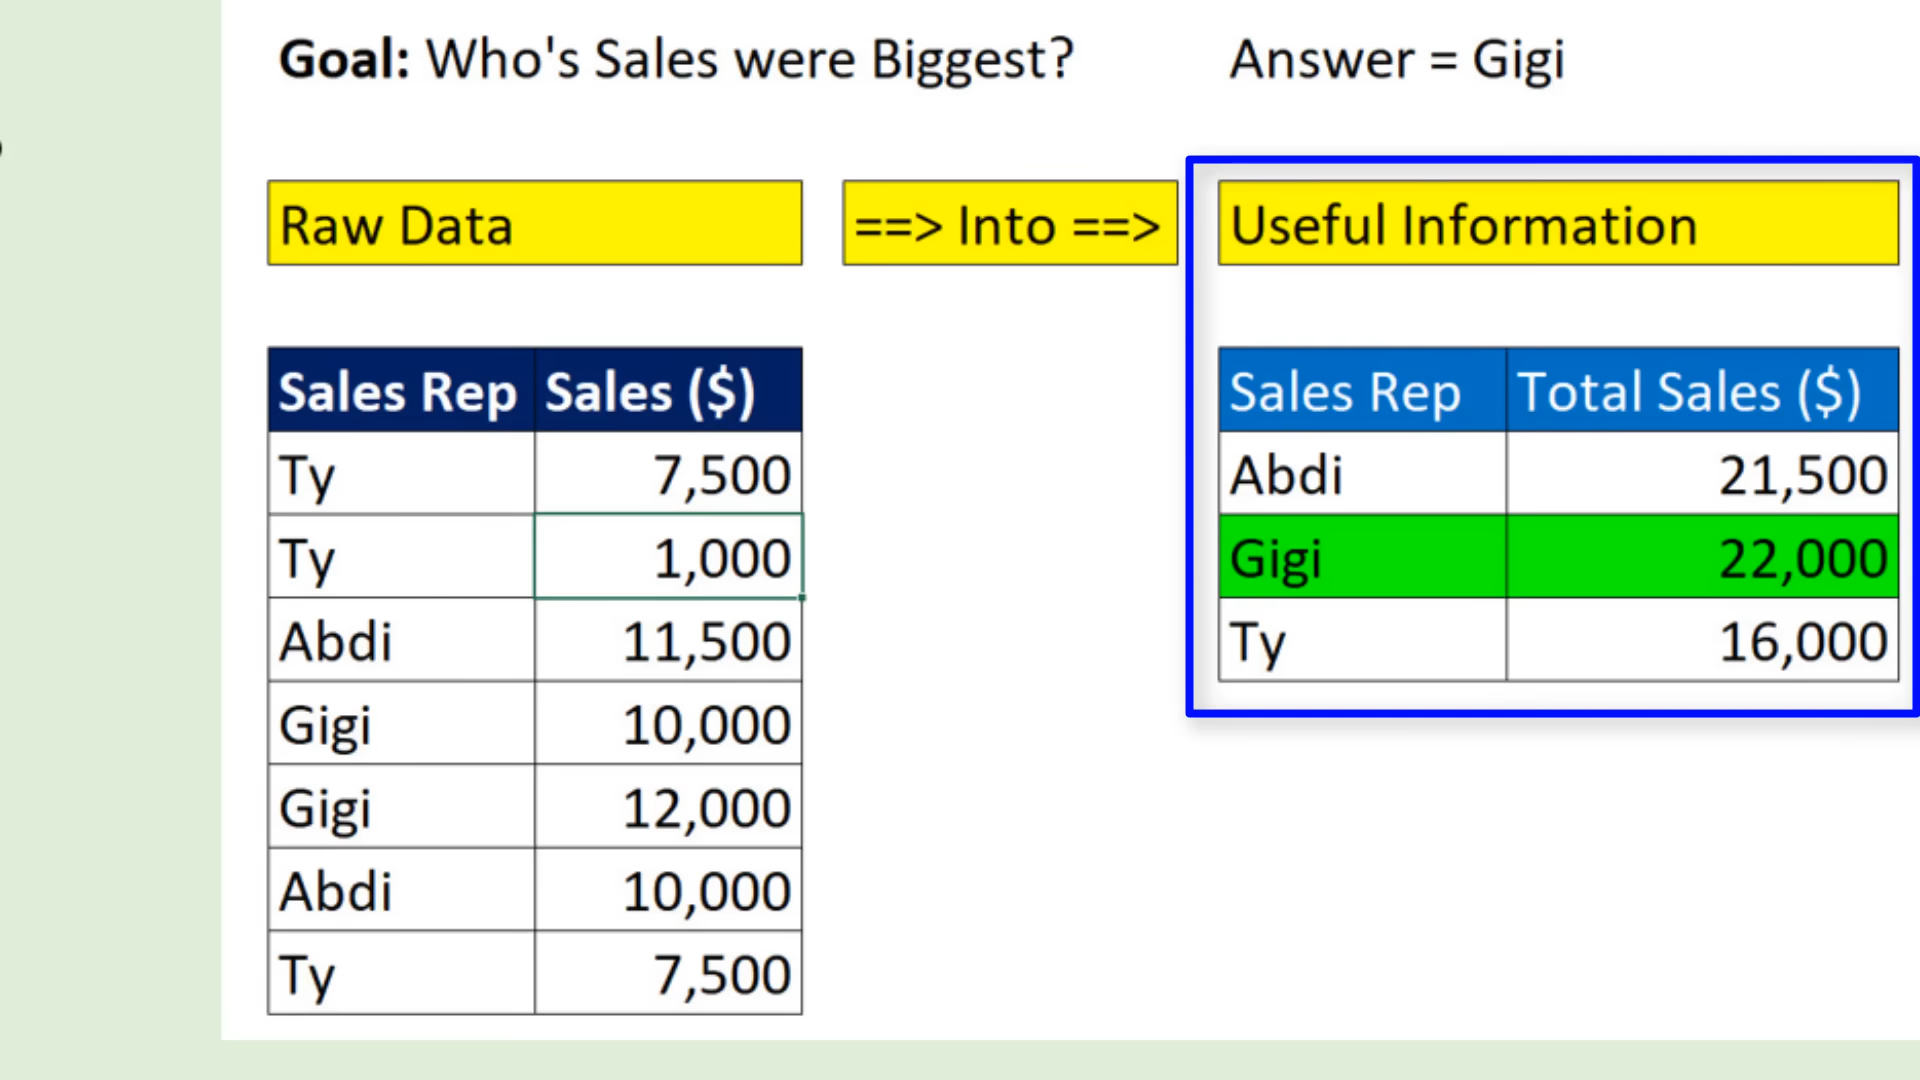 Goal: Who's Sales were Biggest?
Answer = Gigi
Raw Data
==> Into ==>
Useful Information
Sales Rep Sales ($)
Ty 7,500
Ty 1,000
Abdi 11,500
Gigi 10,000
Gigi 12,000
Abdi 10,000
Ty 7,500
Sales Rep Total Sales ($)
Abdi 21,500
Gigi 22,000
Ty 16,000